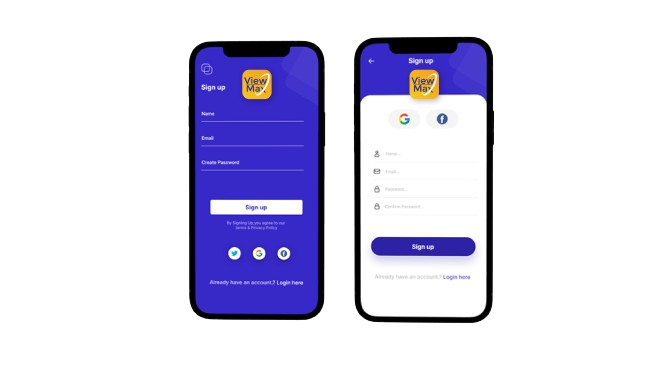 Sign up
View
Max
Name
Email
Create Password
Sign up
By Signing Up you agree to our
terms & Privacy Policy
Already have an account.? Login here
Sign up
View
Max
Name...
Email...
Password...
Confirm Password...
Sign up
Already have an account.? Login here